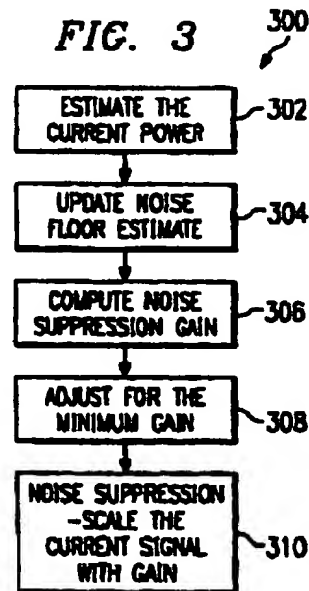 FIG. 3
300
ESTIMATE THE
CURRENT POWER
302
UPDATE NOISE
FLOOR ESTIMATE
304
COMPUTE NOISE
SUPPRESSION GAIN
306
ADJUST FOR THE
MINIMUM GAIN
308
NOISE SUPPRESSION
-SCALE THE
CURRENT SIGNAL
WITH GAIN
310